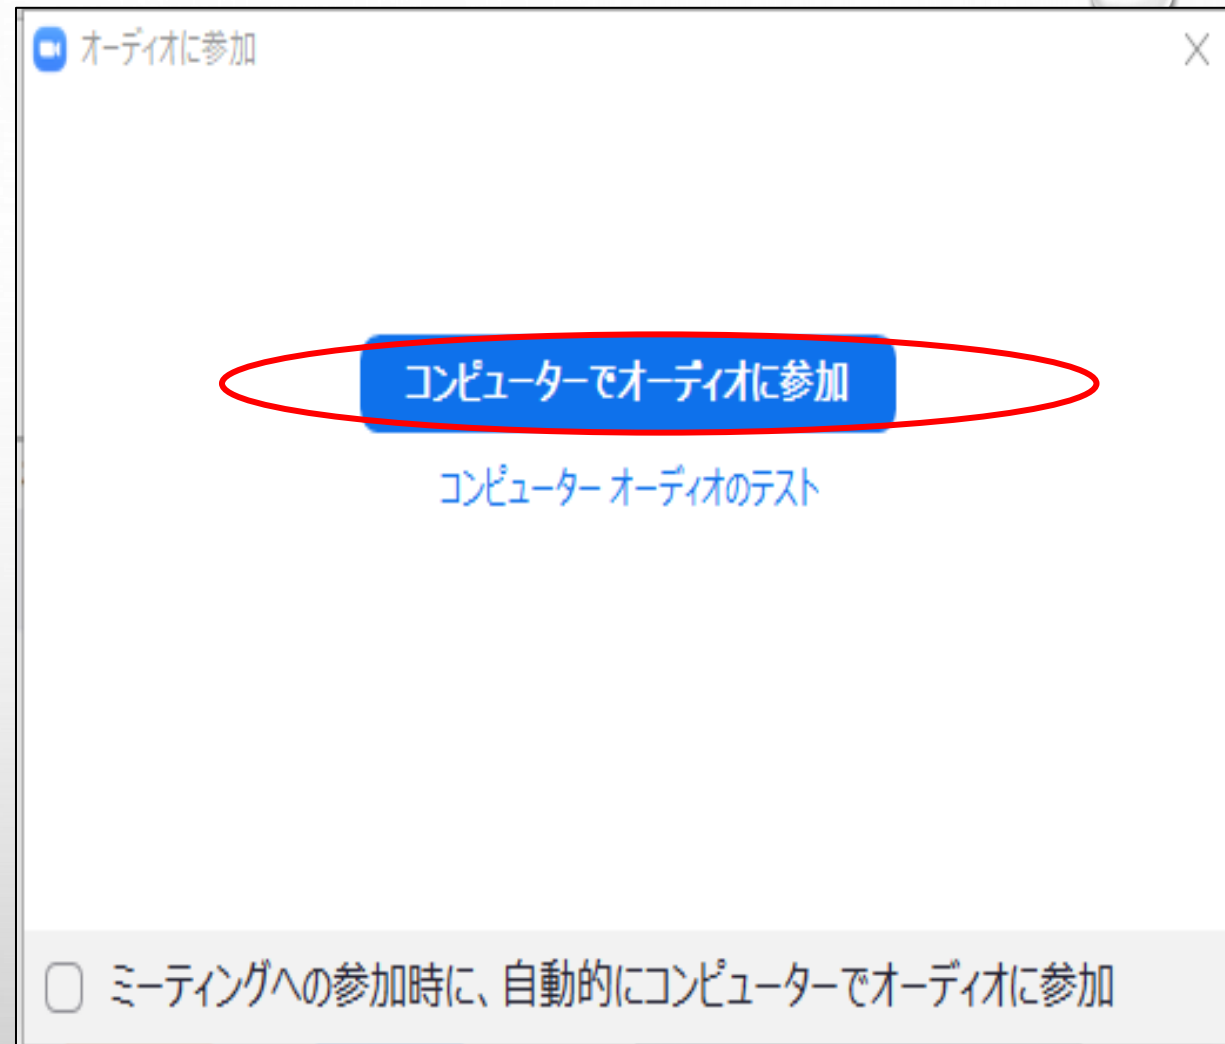 オーディオに参加
コンピューターでオーディオに参加
コンピューター オーディオのテスト
ミーティングへの参加時に、自動的にコンピューターでオーディオに参加